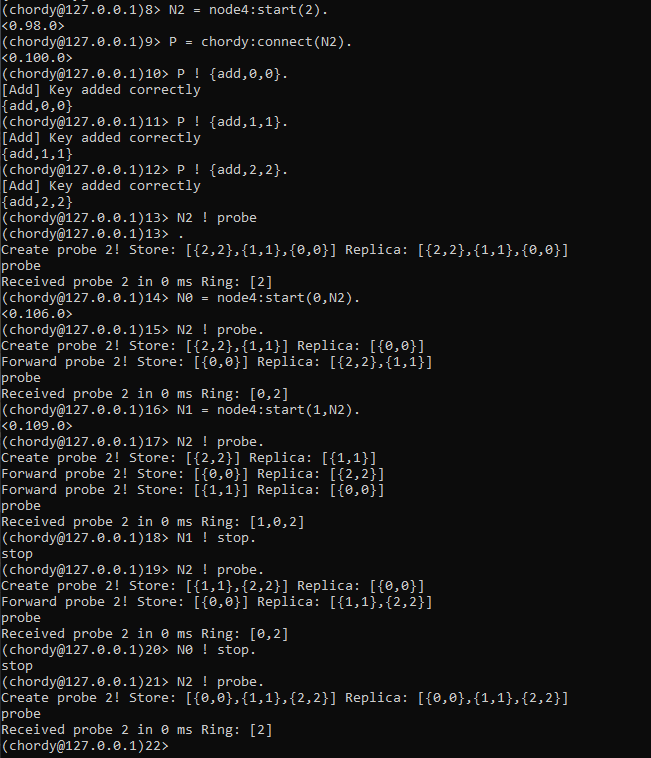 (chordy@127.0.0.1)8> N2 = node4:start(2).
<0.98.0>
(chordy@127.0.0.1)9> P = chordy:connect(N2).
<0.100.0>
(chordy@127.0.0.1)10> P ! {add,0,0}.
[Add] Key added correctly
{add,0,0}
(chordy@127.0.0.1)11> P ! {add,1,1}.
[Add] Key added correctly
{add,1,1}
(chordy@127.0.0.1)12> P ! {add,2,2}.
[Add] Key added correctly
{add,2,2}
(chordy@127.0.0.1)13> N2 ! probe
(chordy@127.0.0.1)13> .
Create probe 2! Store: [{2,2},{1,1},{0,0}] Replica: [{2,2},{1,1},{0,0}]
probe
Received probe 2 in 0 ms Ring: [2]
(chordy@127.0.0.1)14> N0 = node4:start(0,N2).
<0.106.0>
(chordy@127.0.0.1)15> N2 ! probe.
Create probe 2! Store: [{2,2},{1,1}] Replica: [{0,0}]
Forward probe 2! Store: [{0,0}] Replica: [{2,2},{1,1}]
probe
Received probe 2 in 0 ms Ring: [0,2]
(chordy@127.0.0.1)16> N1 = node4:start(1,N2).
<0.109.0>
(chordy@127.0.0.1)17> N2 ! probe.
Create probe 2! Store: [{2,2}] Replica: [{1,1}]
Forward probe 2! Store: [{0,0}] Replica: [{2,2}]
Forward probe 2! Store: [{1,1}] Replica: [{0,0}]
probe
Received probe 2 in 0 ms Ring: [1,0,2]
(chordy@127.0.0.1)18> N1 ! stop.
stop
(chordy@127.0.0.1)19> N2 ! probe.
Create probe 2! Store: [{1,1},{2,2}] Replica: [{0,0}]
Forward probe 2! Store: [{0,0}] Replica: [{1,1},{2,2}]
probe
Received probe 2 in 0 ms Ring: [0,2]
(chordy@127.0.0.1)20> N0 ! stop.
stop
(chordy@127.0.0.1)21> N2 ! probe.
Create probe 2! Store: [{0,0},{1,1},{2,2}] Replica: [{0,0},{1,1},{2,2}]
probe
Received probe 2 in 0 ms Ring: [2]
(chordy@127.0.0.1)22>